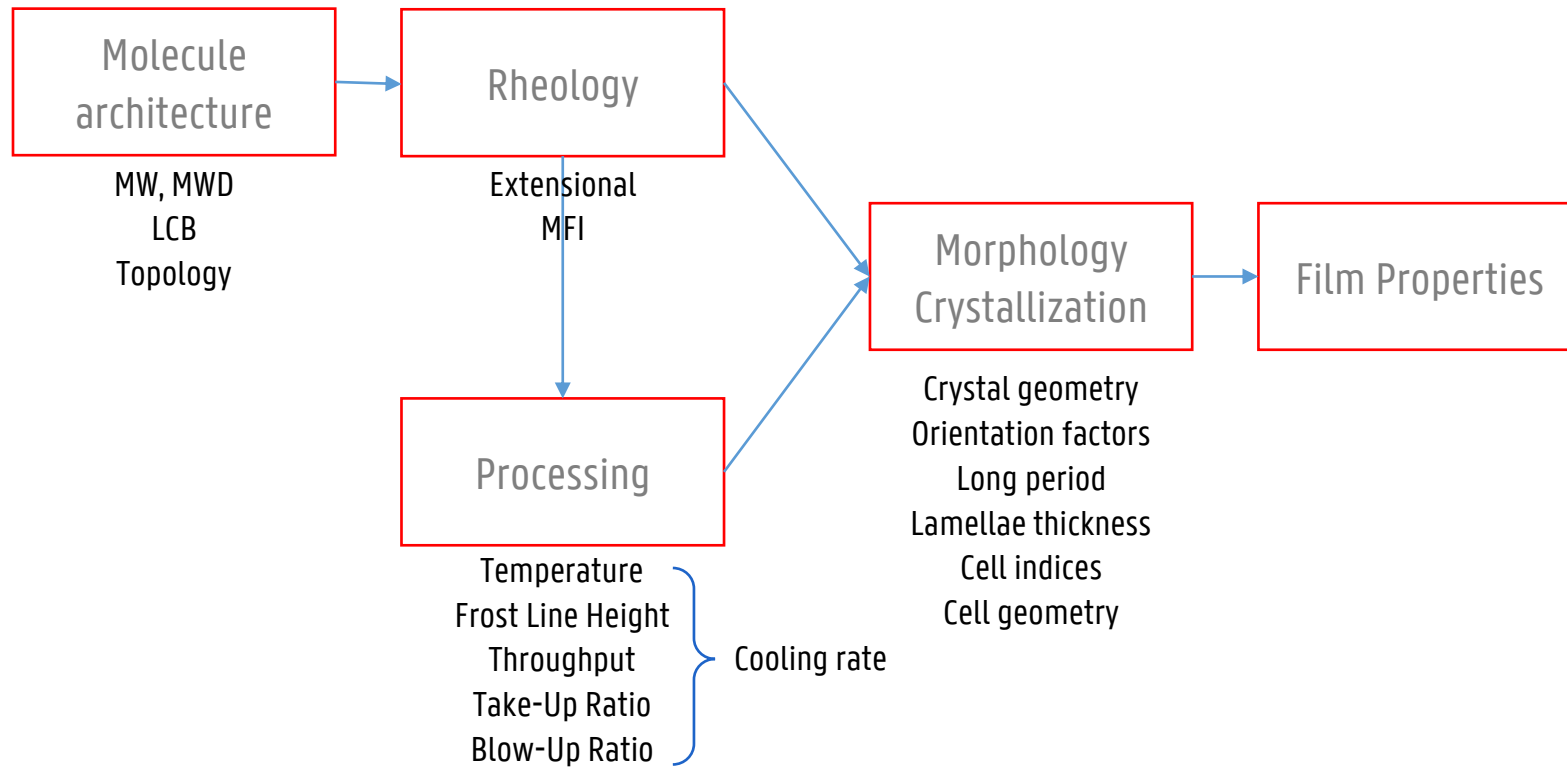 Molecule
architecture
MW, MWD
LCB
Topology
Rheology
Extensional
MFI
Processing
Temperature
Frost Line Height
Throughput
Take-Up Ratio
Blow-Up Ratio
Cooling rate
Morphology
Crystallization
Crystal geometry
Orientation factors
Long period
Lamellae thickness
Cell indices
Cell geometry
Film Properties